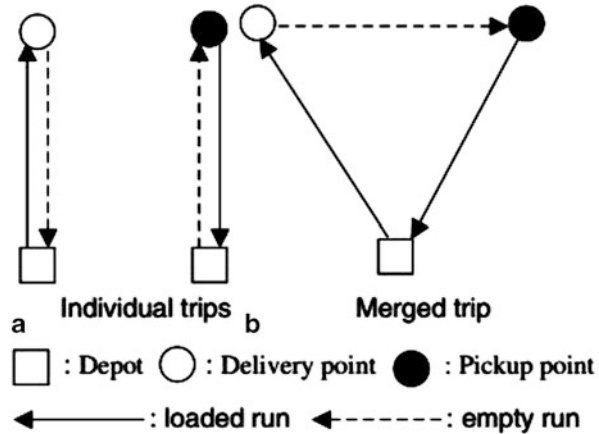 a Individual trips b Merged trip
: Depot : Delivery point : Pickup point
: loaded run : empty run